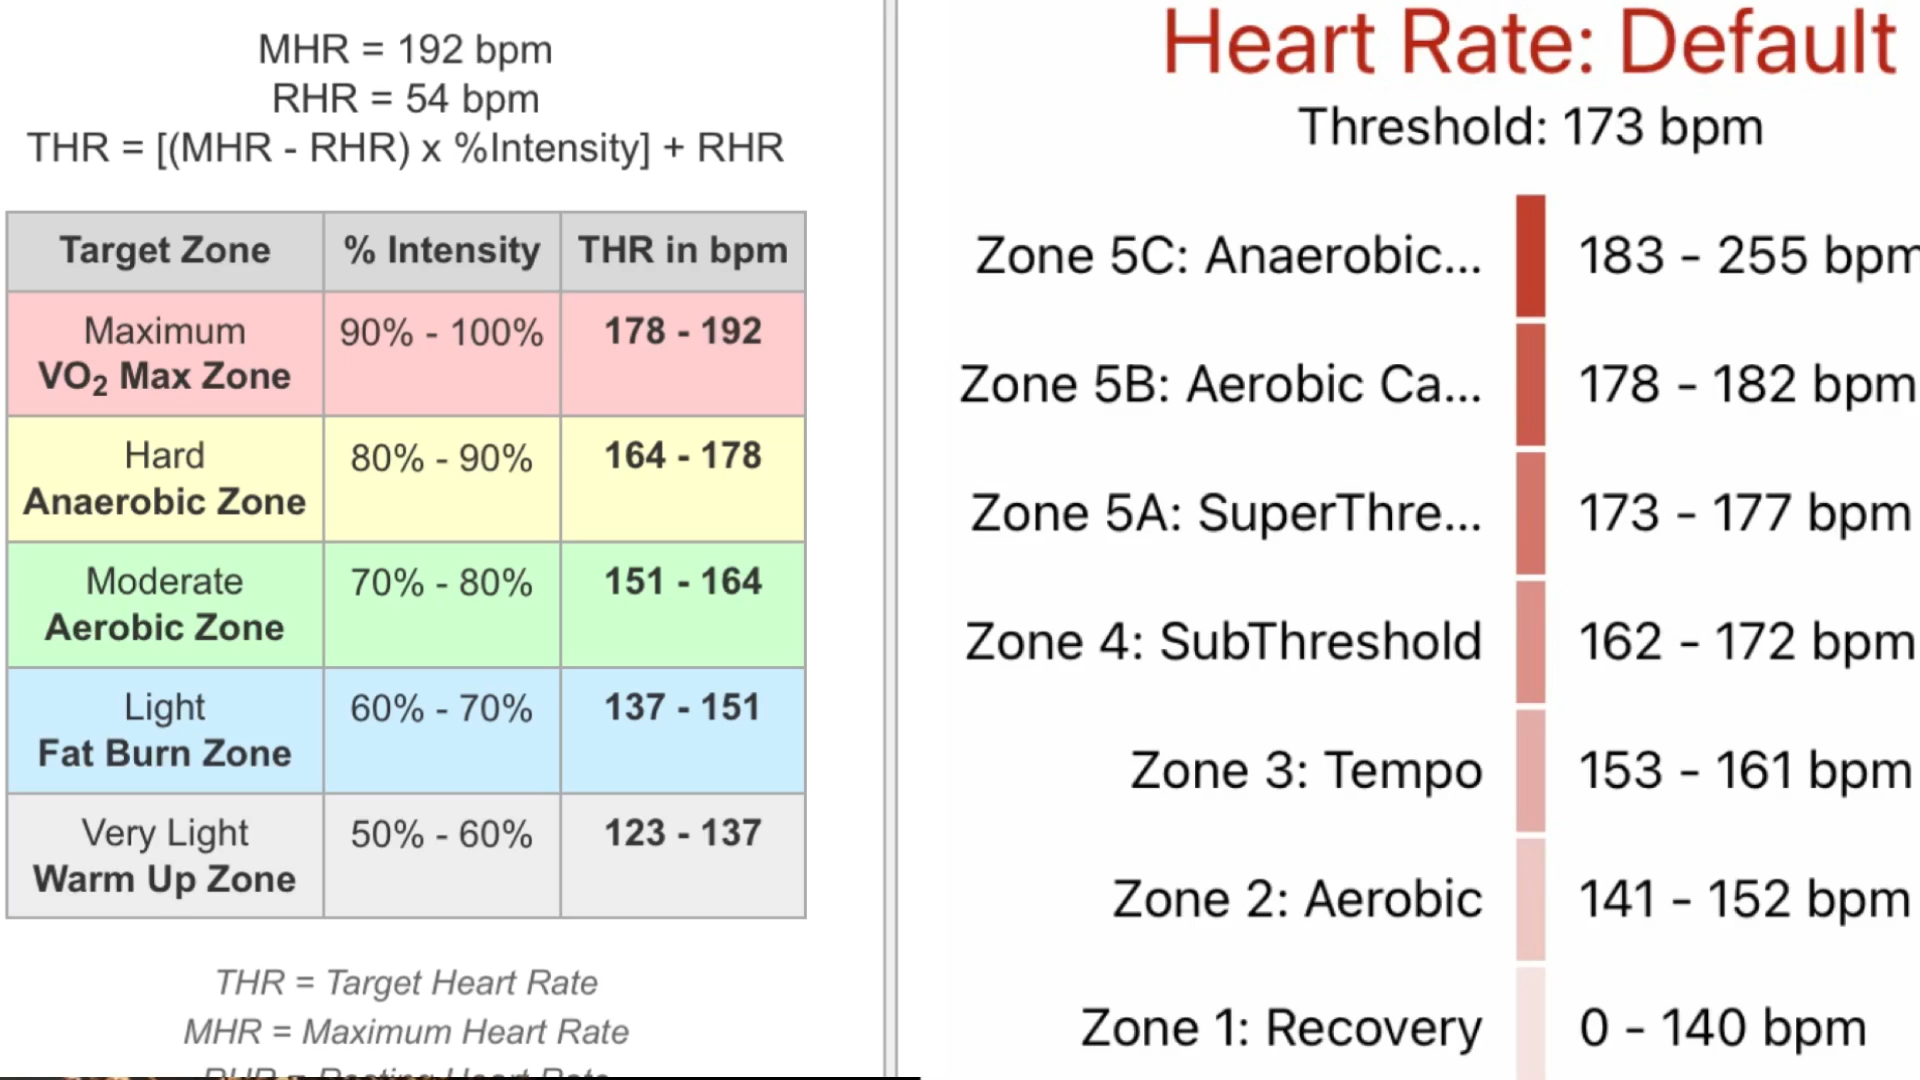 MHR = 192 bpm
RHR = 54 bpm
THR = [(MHR - RHR) x %Intensity] + RHR
Target Zone % Intensity THR in bpm
Maximum
VO₂ Max Zone 90% - 100% 178 - 192
Hard
Anaerobic Zone 80% - 90% 164 - 178
Moderate
Aerobic Zone 70% - 80% 151 - 164
Light
Fat Burn Zone 60% - 70% 137 - 151
Very Light
Warm Up Zone 50% - 60% 123 - 137
THR = Target Heart Rate
MHR = Maximum Heart Rate
RHR = Resting Heart Rate
Heart Rate: Default
Threshold: 173 bpm
Zone 5C: Anaerobic... 183 - 255 bpm
Zone 5B: Aerobic Ca... 178 - 182 bpm
Zone 5A: SuperThre... 173 - 177 bpm
Zone 4: SubThreshold 162 - 172 bpm
Zone 3: Tempo 153 - 161 bpm
Zone 2: Aerobic 141 - 152 bpm
Zone 1: Recovery 0 - 140 bpm